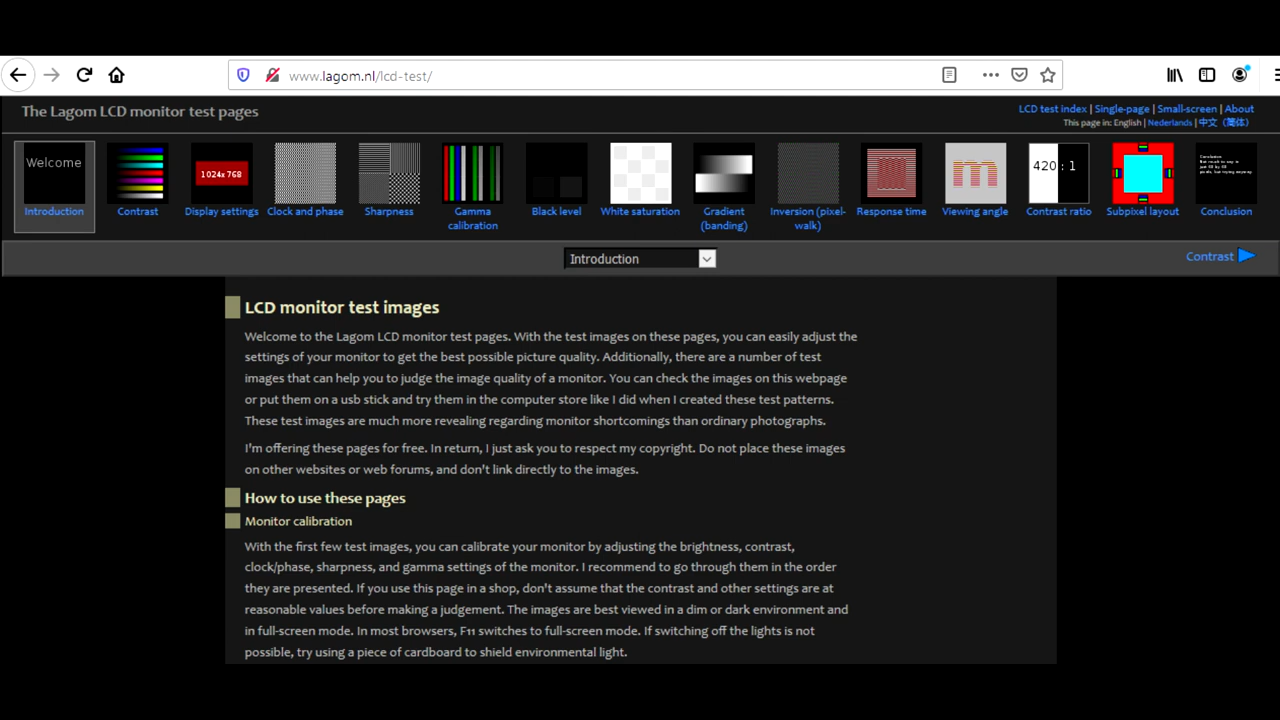 www.lagom.nl/lcd-test/
The Lagom LCD monitor test pages
LCD test index | Single-page | Small-screen | About
This page in: English | Nederlands | 中文（简体）
Welcome
1024x 768
420 : 1
Introduction
Contrast
Display settings
Clock and phase
Sharpness
Gamma calibration
Black level
White saturation
Gradient (banding)
Inversion (pixel-walk)
Response time
Viewing angle
Contrast ratio
Subpixel layout
Conclusion
Introduction
Contrast
LCD monitor test images
Welcome to the Lagom LCD monitor test pages. With the test images on these pages, you can easily adjust the
settings of your monitor to get the best possible picture quality. Additionally, there are a number of test
images that can help you to judge the image quality of a monitor. You can check the images on this webpage
or put them on a usb stick and try them in the computer store like I did when I created these test patterns.
These test images are much more revealing regarding monitor shortcomings than ordinary photographs.
I'm offering these pages for free. In return, I just ask you to respect my copyright. Do not place these images
on other websites or web forums, and don't link directly to the images.
How to use these pages
Monitor calibration
With the first few test images, you can calibrate your monitor by adjusting the brightness, contrast,
clock/phase, sharpness, and gamma settings of the monitor. I recommend to go through them in the order
they are presented. If you use this page in a shop, don't assume that the contrast and other settings are at
reasonable values before making a judgement. The images are best viewed in a dim or dark environment and
in full-screen mode. In most browsers, F11 switches to full-screen mode. If switching off the lights is not
possible, try using a piece of cardboard to shield environmental light.